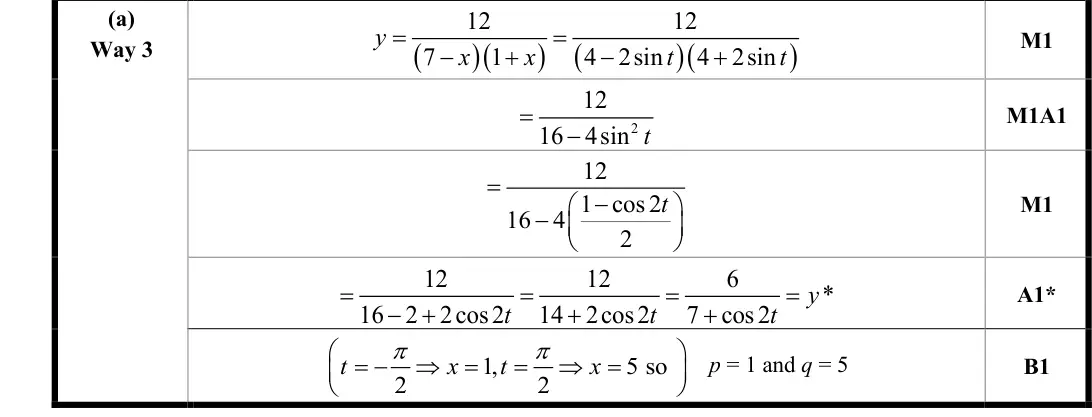 (a)
Way 3
y = 12/((7 − x)(1 + x)) = 12/((4 − 2 sin t)(4 + 2 sin t)) M1
= 12/(16 − 4 sin² t) M1A1
= 12/(16 − 4((1 − cos 2t)/2)) M1
= 12/(16 − 2 + 2 cos 2t) = 12/(14 + 2 cos 2t) = 6/(7 + cos 2t) = y * A1*
(t = −π/2 ⇒ x = 1, t = π/2 ⇒ x = 5 so ) p = 1 and q = 5 B1